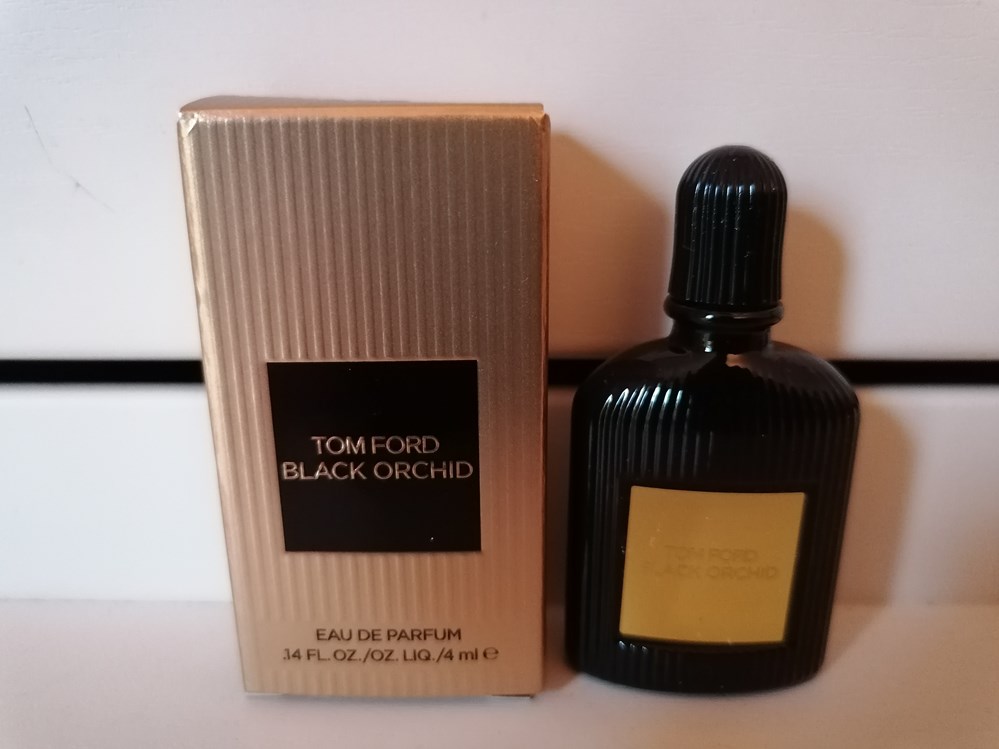 TOM FORD
BLACK ORCHID
EAU DE PARFUM
.14 FL. OZ./OZ. LIQ./4 ml ℮
TOM FORD
BLACK ORCHID